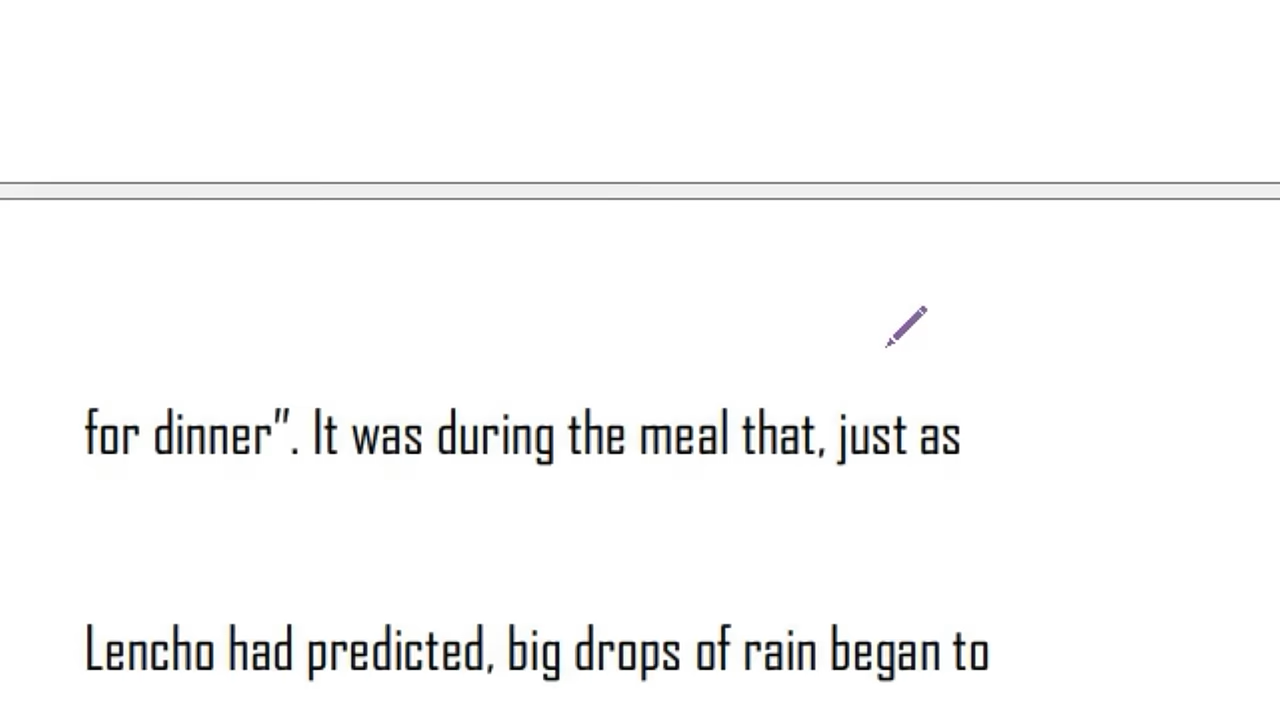 for dinner”. It was during the meal that, just as
Lencho had predicted, big drops of rain began to